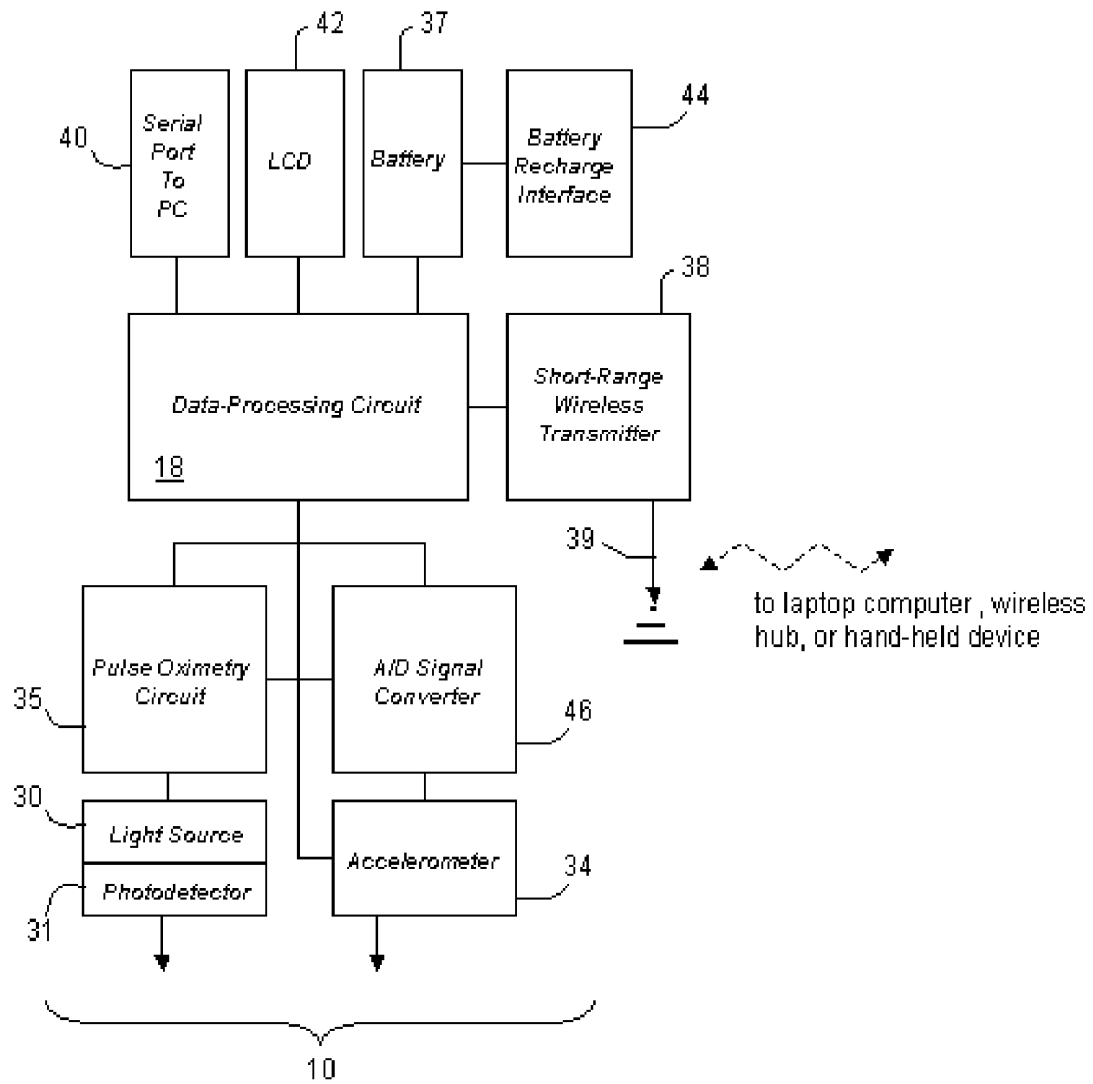 42
37
44
40
Serial
Port
To
PC
LCD
Battery
Battery
Recharge
Interface
38
Data-Processing Circuit
18
Short-Range
Wireless
Transmitter
39
to laptop computer , wireless
hub, or hand-held device
Pulse Oximetry
Circuit
35
A/D Signal
Converter
46
30
Light Source
Accelerometer
34
Photodetector
31
10